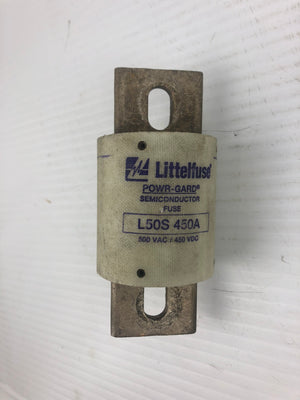 Littelfuse®
POWR-GARD®
SEMICONDUCTOR
FUSE
L50S 450A
500 VAC / 450 VDC